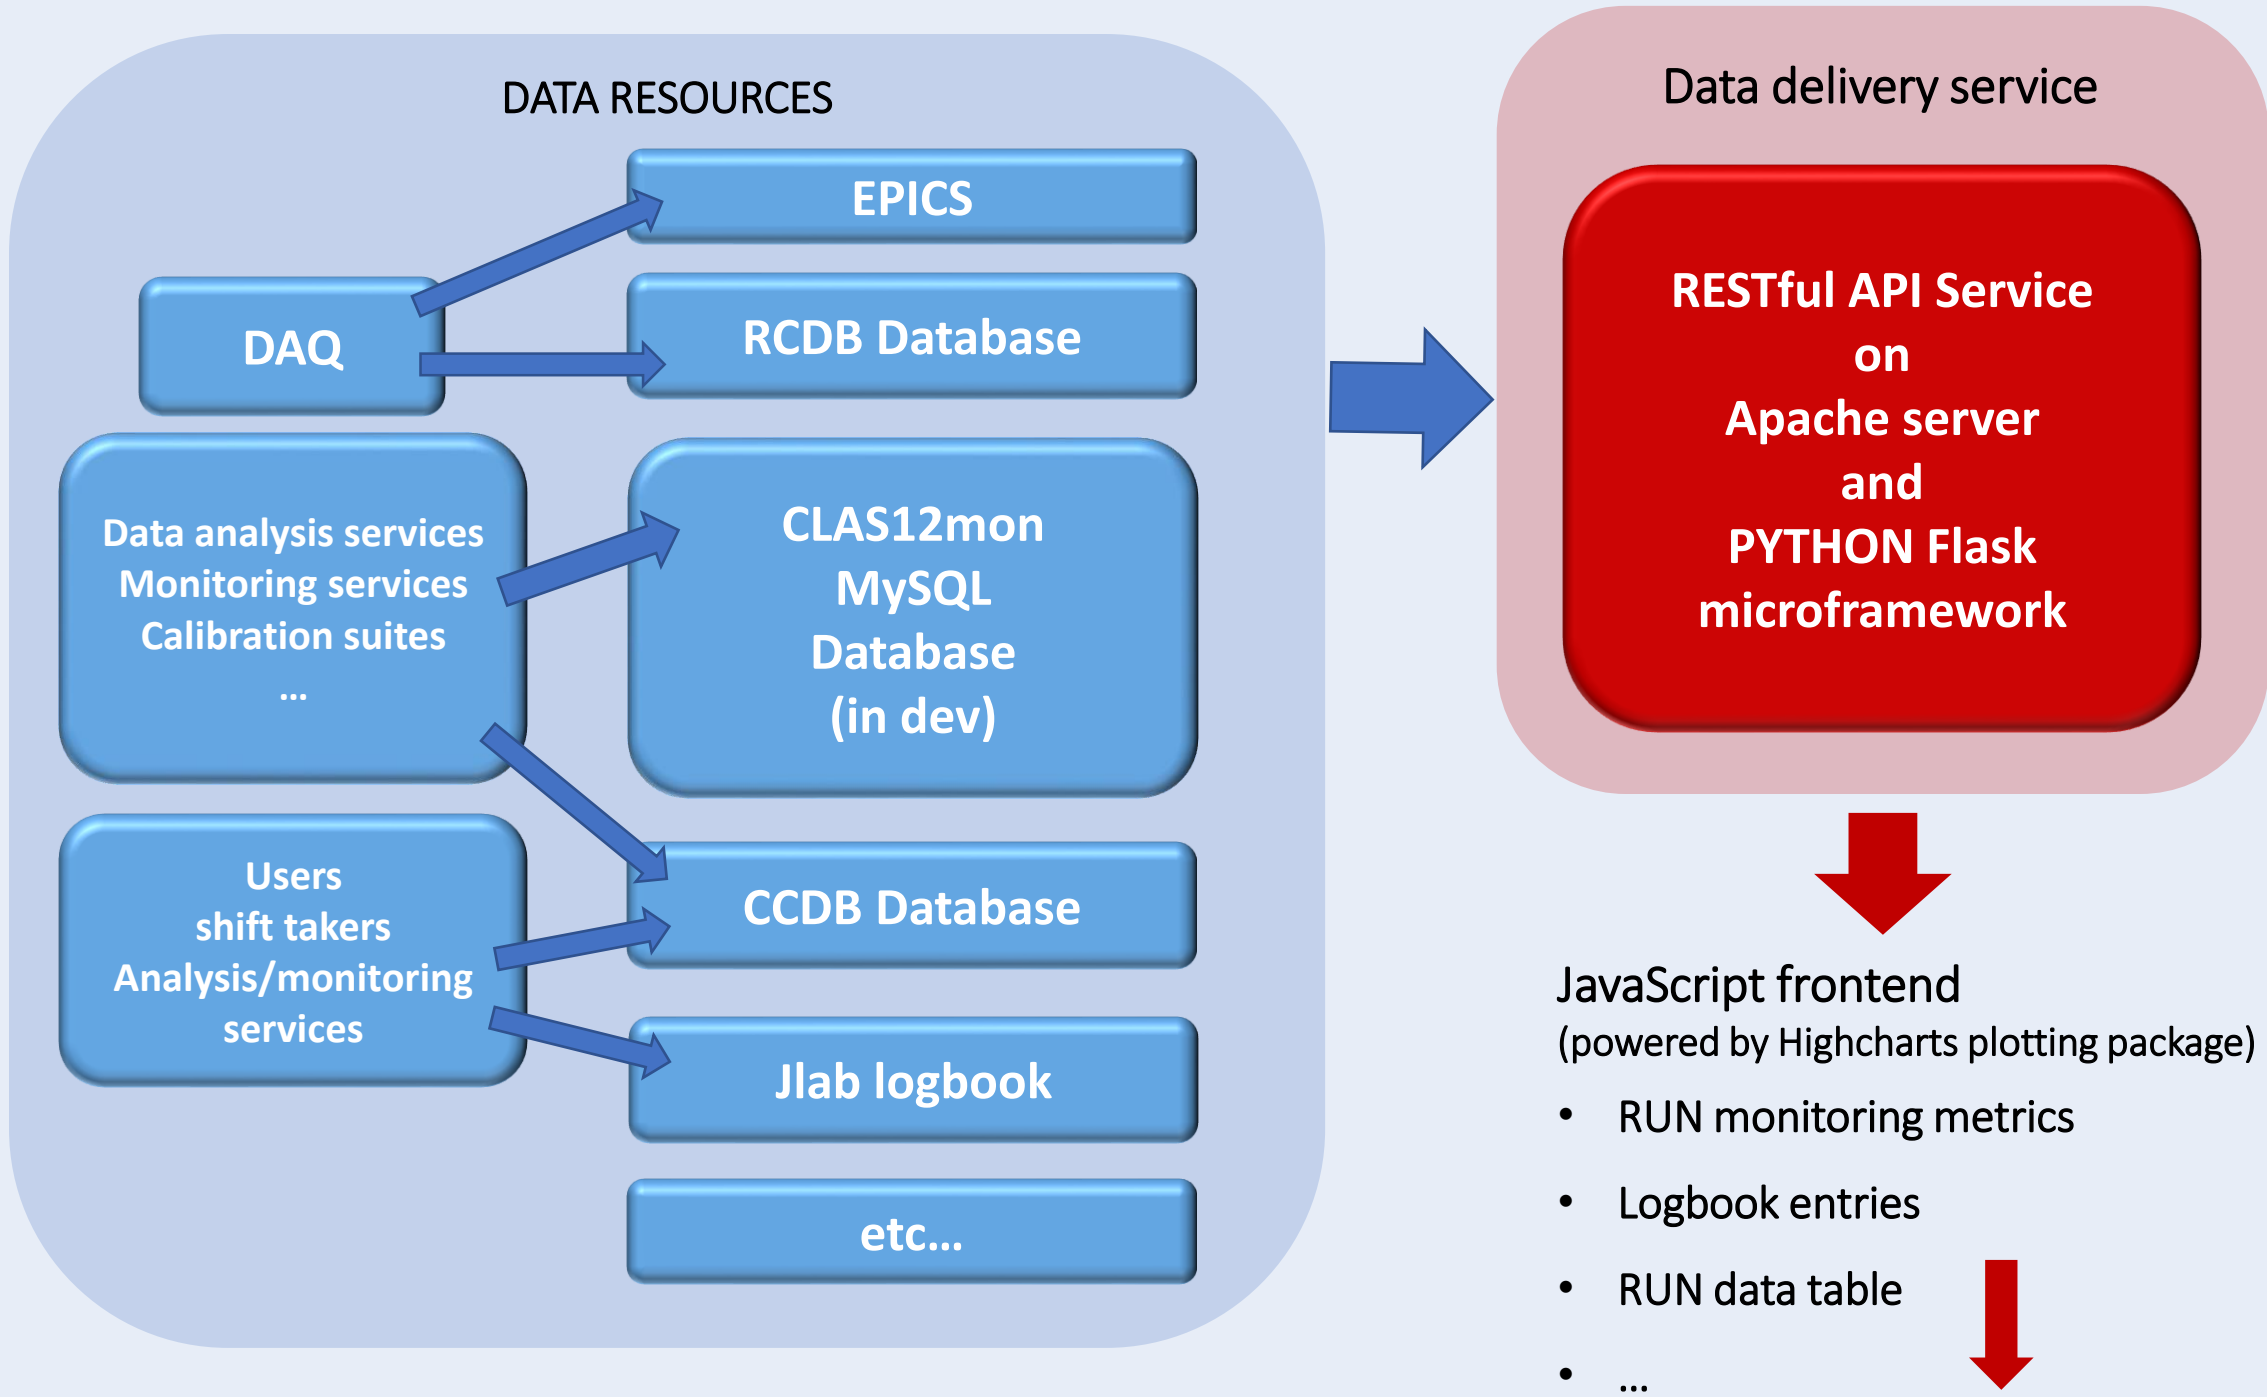 DATA RESOURCES
EPICS
DAQ
RCDB Database
Data analysis services
Monitoring services
Calibration suites
...
CLAS12mon
MySQL
Database
(in dev)
Users
shift takers
Analysis/monitoring
services
CCDB Database
Jlab logbook
etc...
Data delivery service
RESTful API Service
on
Apache server
and
PYTHON Flask
microframework
JavaScript frontend
(powered by Highcharts plotting package)
• RUN monitoring metrics
• Logbook entries
• RUN data table
• ...